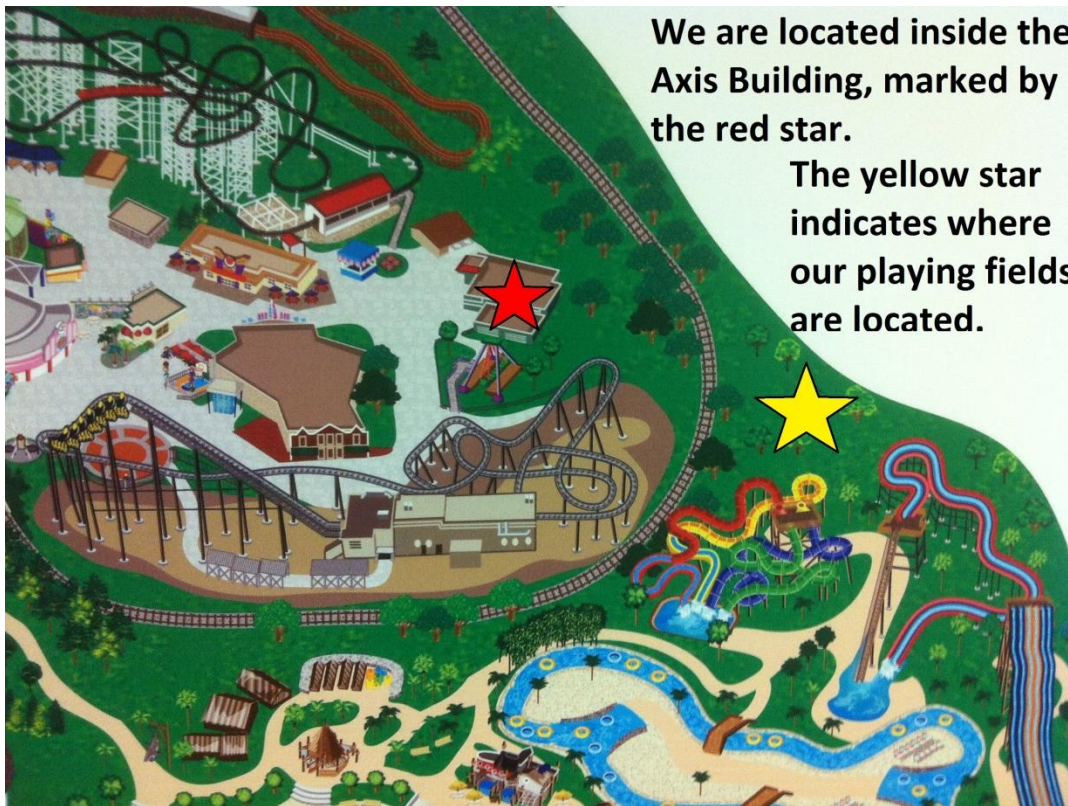 We are located inside the
Axis Building, marked by
the red star.
The yellow star
indicates where
our playing fields
are located.